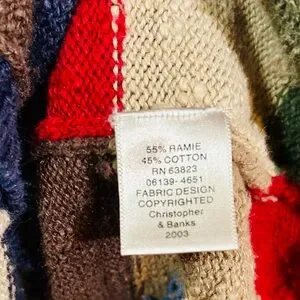 55% RAMIE
45% COTTON
RN 63823
06139-4651
FABRIC DESIGN
COPYRIGHTED
Christopher
& Banks
2003